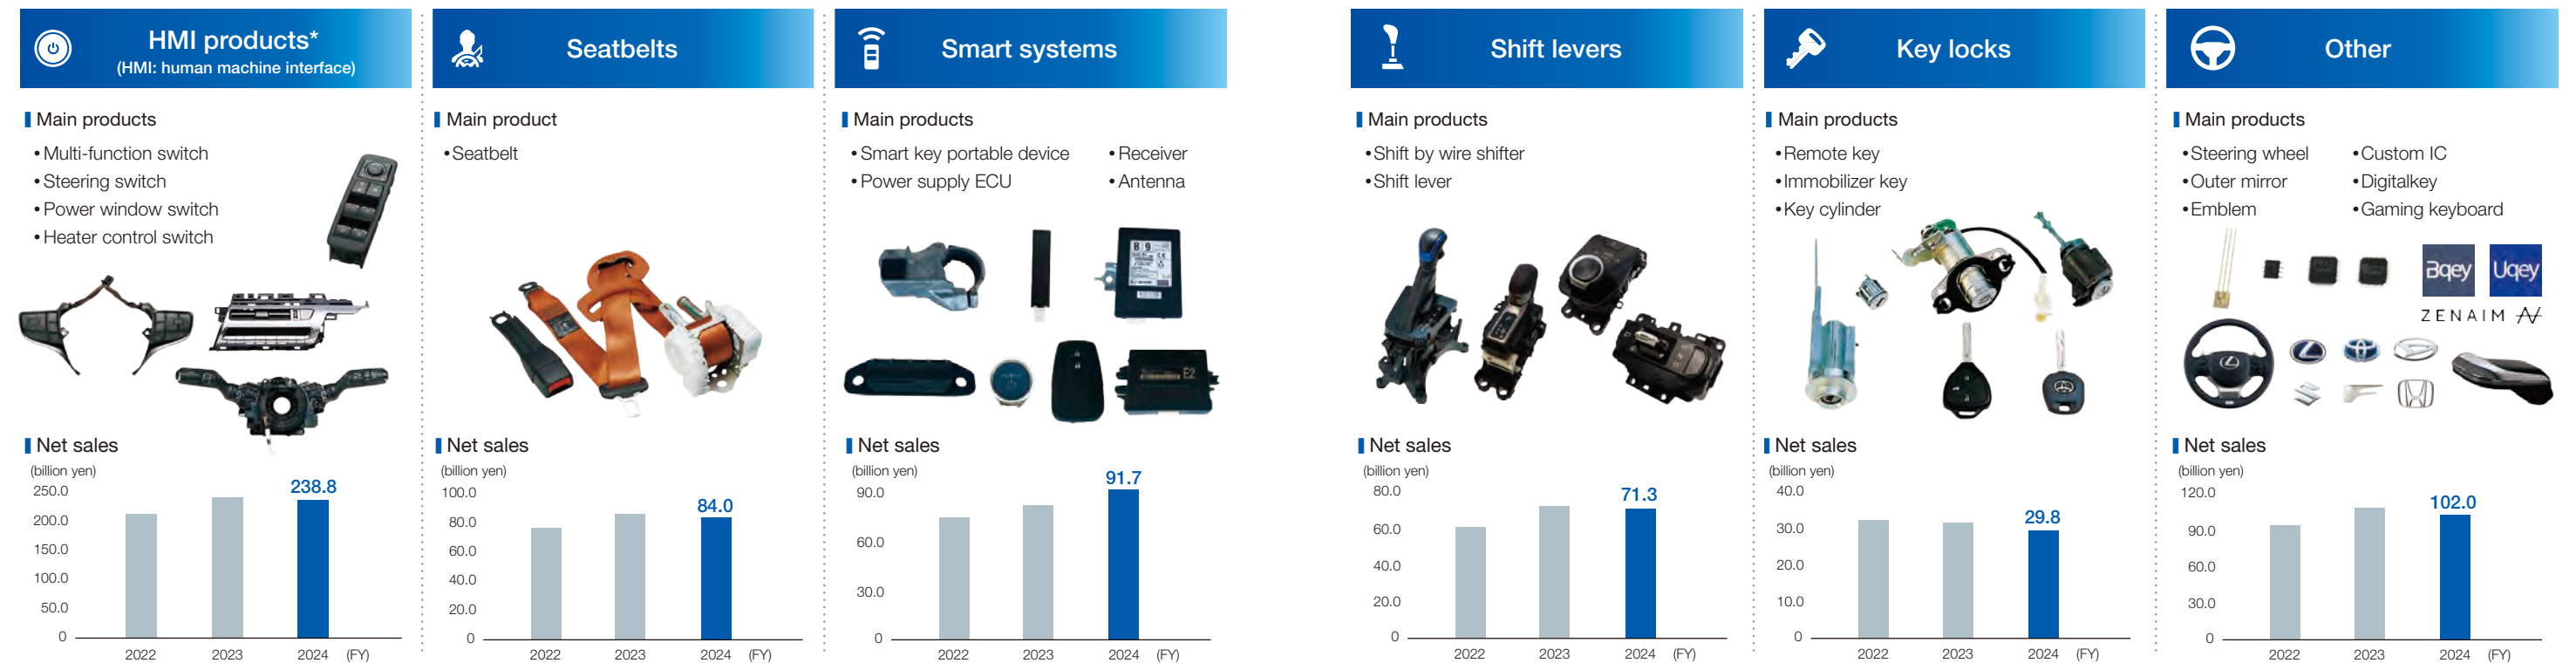 HMI products*
(HMI: human machine interface)
Main products
•Multi-function switch
•Steering switch
•Power window switch
•Heater control switch
Net sales
(billion yen)
250.0
200.0
150.0
100.0
50.0
0
238.8
2022 2023 2024 (FY)
Seatbelts
Main product
•Seatbelt
Net sales
(billion yen)
100.0
80.0
60.0
40.0
20.0
0
84.0
2022 2023 2024 (FY)
Smart systems
Main products
•Smart key portable device •Receiver
•Power supply ECU •Antenna
B 9
E2
Net sales
(billion yen)
90.0
60.0
30.0
0
91.7
2022 2023 2024 (FY)
Shift levers
Main products
•Shift by wire shifter
•Shift lever
Net sales
(billion yen)
80.0
60.0
40.0
20.0
0
71.3
2022 2023 2024 (FY)
Key locks
Main products
•Remote key
•Immobilizer key
•Key cylinder
Net sales
(billion yen)
40.0
30.0
20.0
10.0
0
29.8
2022 2023 2024 (FY)
Other
Main products
•Steering wheel •Custom IC
•Outer mirror •Digitalkey
•Emblem •Gaming keyboard
Bqey Uqey
ZENAIM
Net sales
(billion yen)
120.0
90.0
60.0
30.0
0
102.0
2022 2023 2024 (FY)